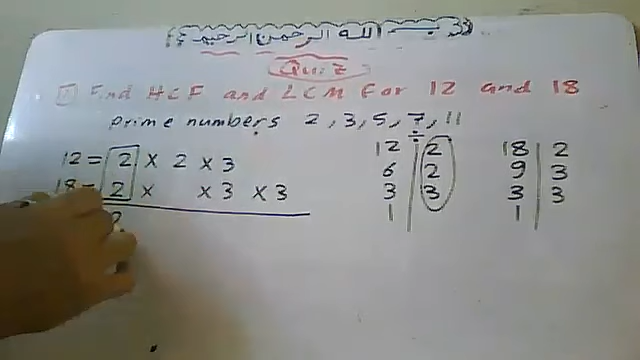 بسم الله الرحمن الرحيم
Quiz
Find HCF and LCM for 12 and 18
prime numbers 2, 3, 5, 7, 11
12 = 2 × 2 × 3
18 = 2 × × 3 × 3
2
÷
12 | 2
6 | 2
3 | 3
1
18 | 2
9 | 3
3 | 3
1